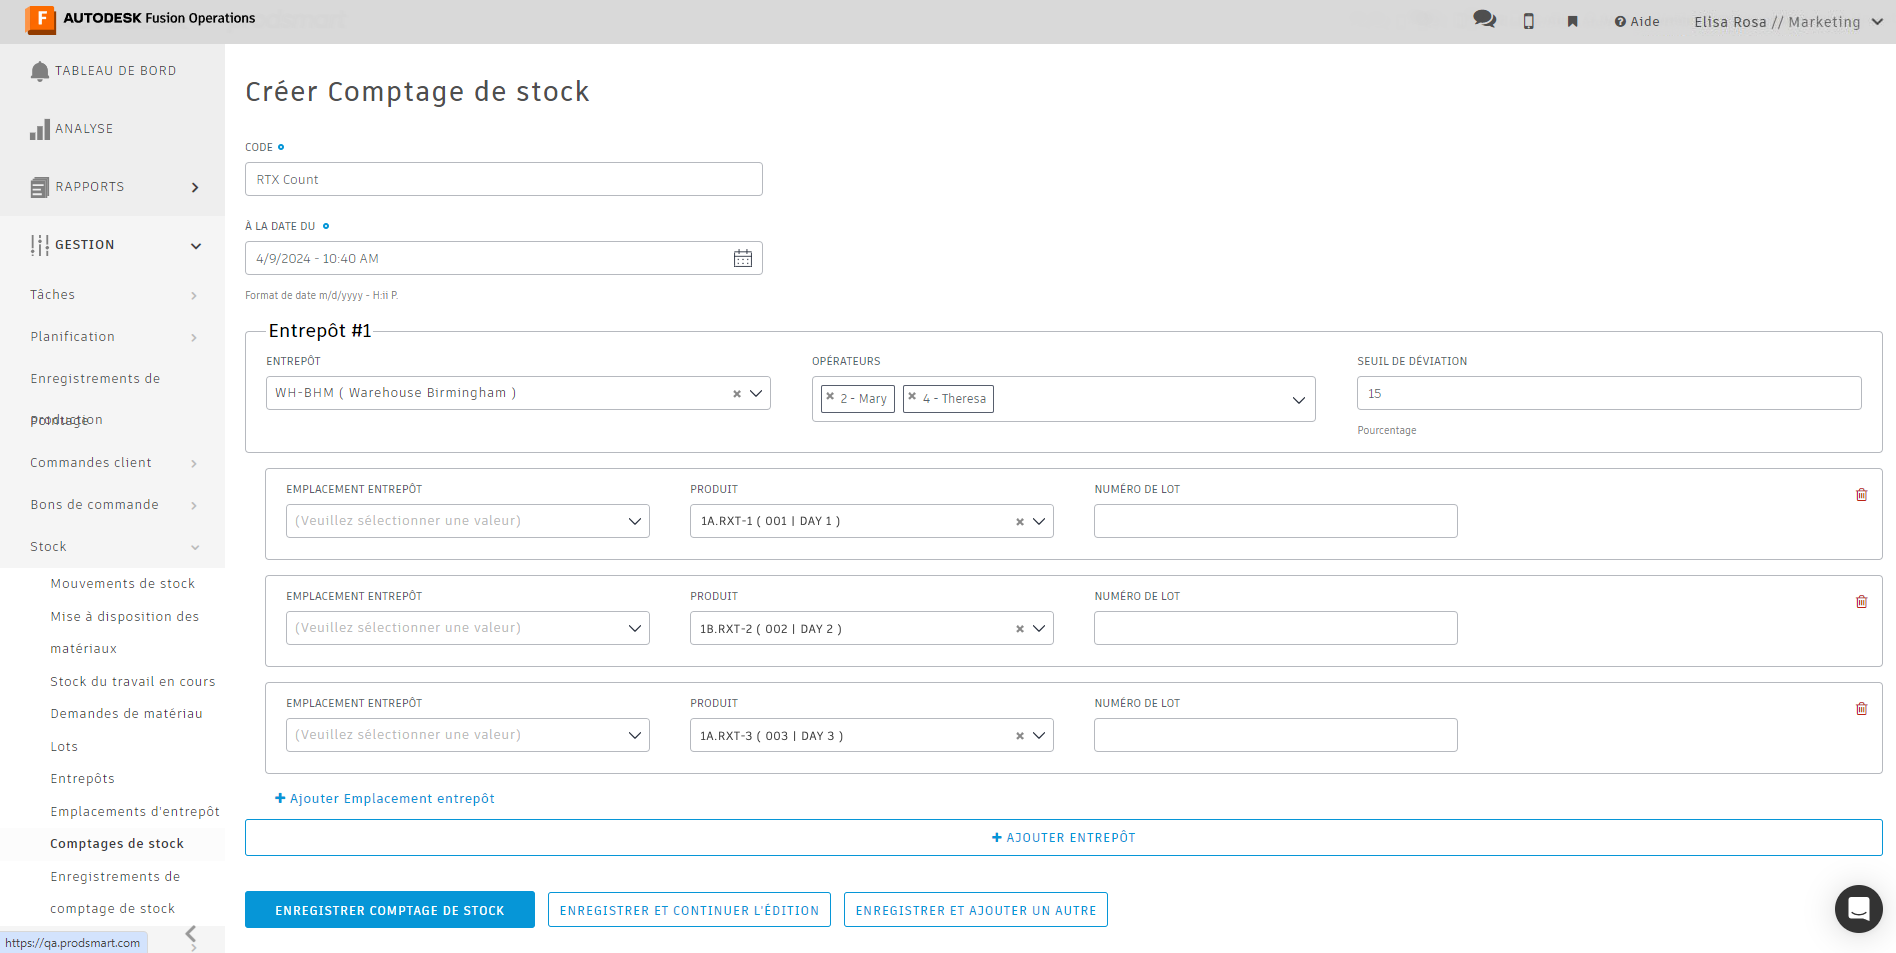 F AUTODESK Fusion Operations
Aide
Elisa Rosa // Marketing
TABLEAU DE BORD
ANALYSE
RAPPORTS
GESTION
Tâches
Planification
Enregistrements de
production
Pointage
Commandes client
Bons de commande
Stock
Mouvements de stock
Mise à disposition des
matériaux
Stock du travail en cours
Demandes de matériau
Lots
Entrepôts
Emplacements d'entrepôt
Comptages de stock
Enregistrements de
comptage de stock
https://qa.prodsmart.com
Créer Comptage de stock
CODE
RTX Count
À LA DATE DU
4/9/2024 - 10:40 AM
Format de date m/d/yyyy - H:ii P.
Entrepôt #1
ENTREPÔT
WH-BHM ( Warehouse Birmingham )
OPÉRATEURS
2 - Mary
4 - Theresa
SEUIL DE DÉVIATION
15
Pourcentage
EMPLACEMENT ENTREPÔT
(Veuillez sélectionner une valeur)
PRODUIT
1A.RXT-1 ( 001 | DAY 1 )
NUMÉRO DE LOT
EMPLACEMENT ENTREPÔT
(Veuillez sélectionner une valeur)
PRODUIT
1B.RXT-2 ( 002 | DAY 2 )
NUMÉRO DE LOT
EMPLACEMENT ENTREPÔT
(Veuillez sélectionner une valeur)
PRODUIT
1A.RXT-3 ( 003 | DAY 3 )
NUMÉRO DE LOT
+ Ajouter Emplacement entrepôt
+ AJOUTER ENTREPÔT
ENREGISTRER COMPTAGE DE STOCK
ENREGISTRER ET CONTINUER L'ÉDITION
ENREGISTRER ET AJOUTER UN AUTRE